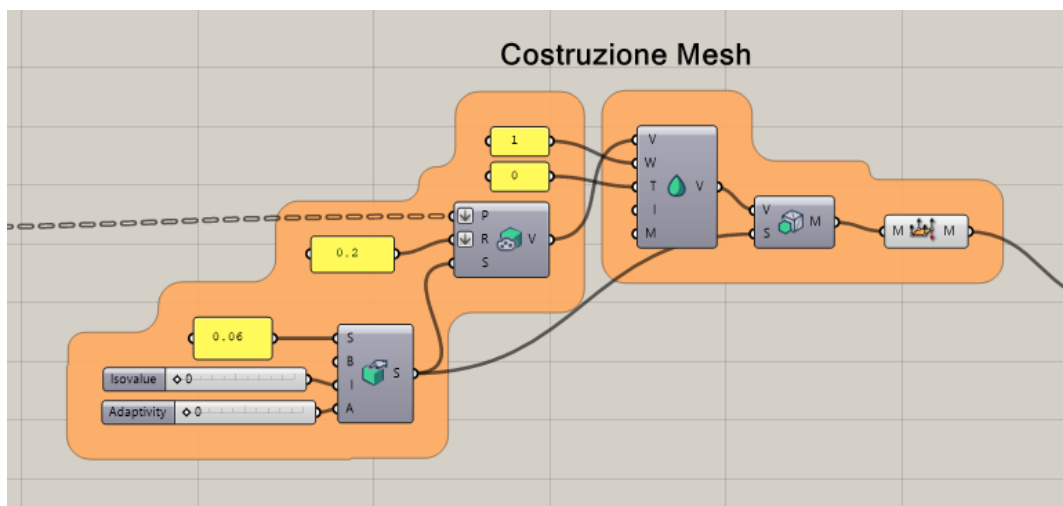 Costruzione Mesh
1
0
P
R
S
V
0.2
0.06
Isovalue
0
Adaptivity
0
S
B
I
A
S
V
W
T
I
M
V
V
S
M
M
M